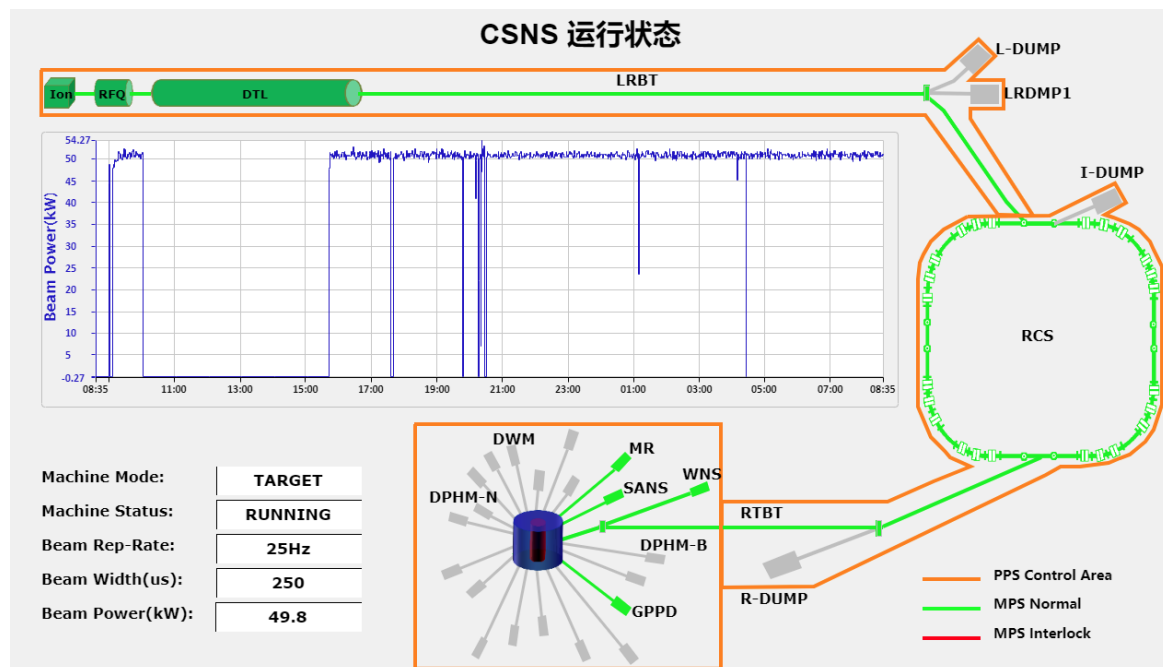 CSNS 运行状态
L-DUMP
LRBT
Ion
RFQ
DTL
LRDMP1
I-DUMP
Beam Power(kW)
54.27
50
45
40
35
30
25
20
15
10
5
-0.27
08:35
11:00
13:00
15:00
17:00
19:00
21:00
23:00
01:00
03:00
05:00
07:00
08:35
RCS
DWM
MR
WNS
SANS
DPHM-N
RTBT
DPHM-B
R-DUMP
GPPD
Machine Mode: TARGET
Machine Status: RUNNING
Beam Rep-Rate: 25Hz
Beam Width(us): 250
Beam Power(kW): 49.8
PPS Control Area
MPS Normal
MPS Interlock